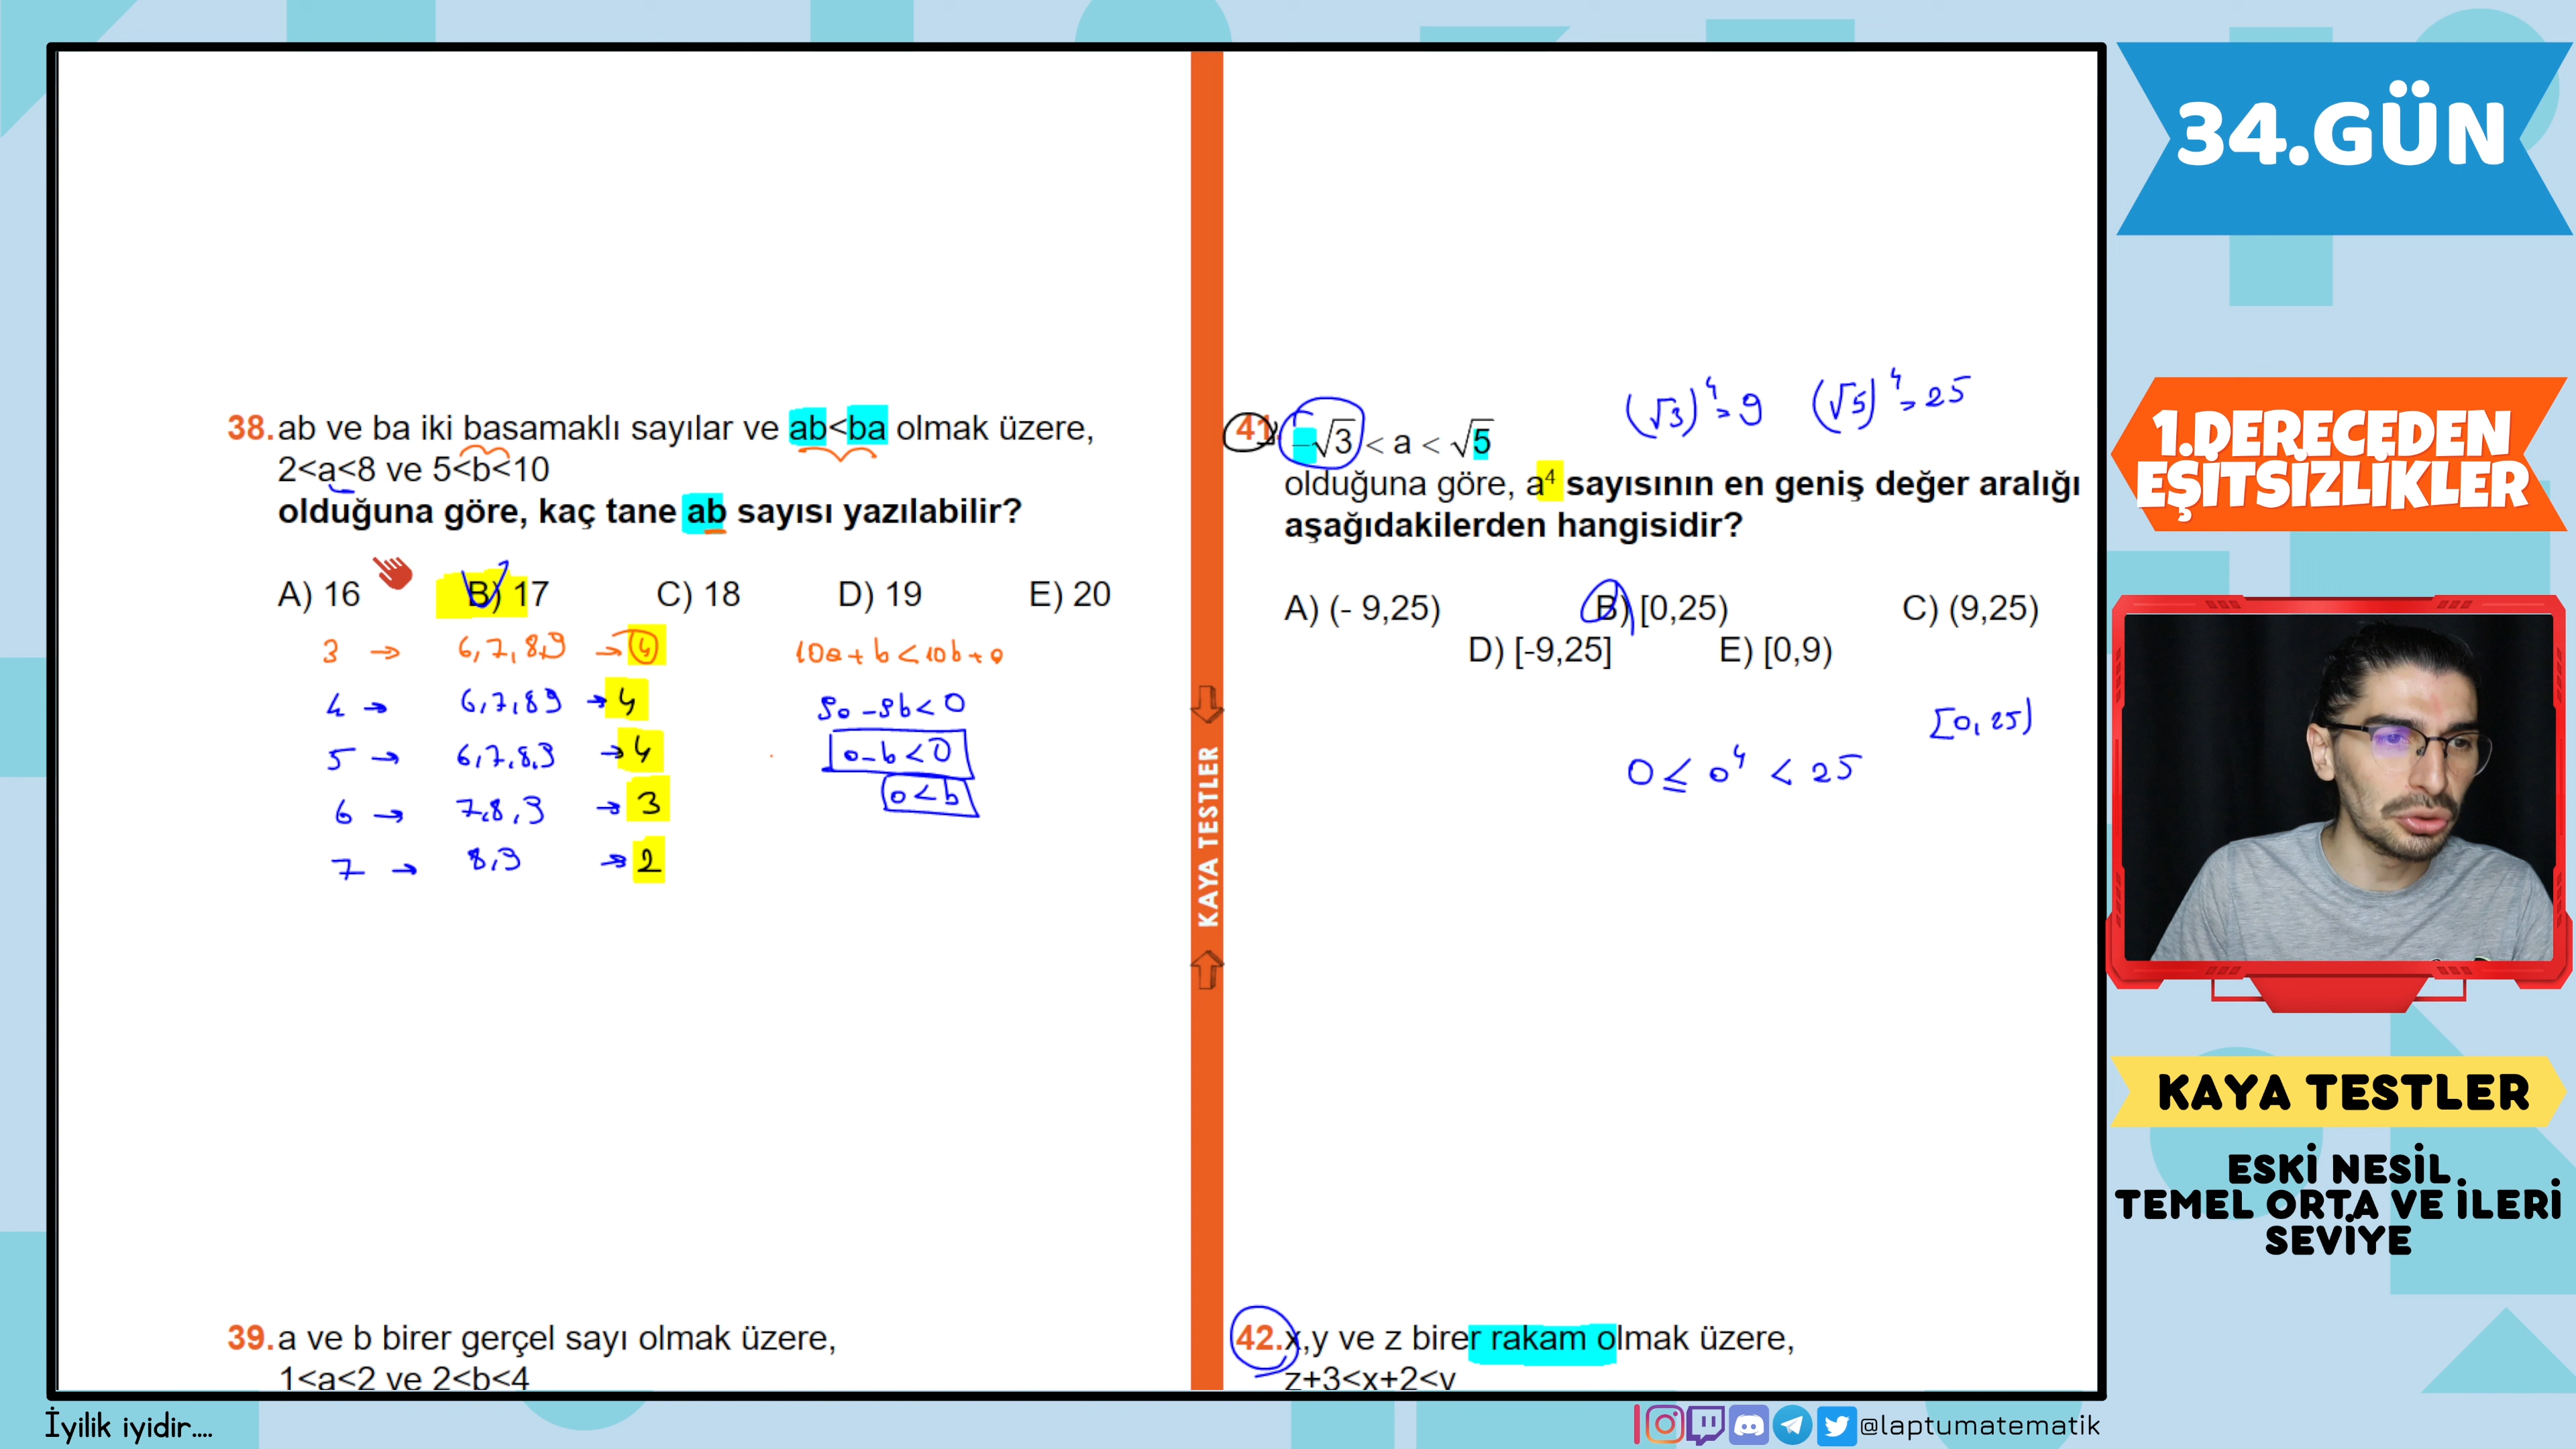 38. ab ve ba iki basamaklı sayılar ve ab<ba olmak üzere,
2<a<8 ve 5<b<10
olduğuna göre, kaç tane ab sayısı yazılabilir?
A) 16 B) 17 C) 18 D) 19 E) 20
3 → 6,7,8,9 → 4
4 → 6,7,8 9 → 4
5 → 6,7,8,9 → 4
6 → 7,8,9 → 3
7 → 8,9 → 2
10a + b < 10b + a
9a - 9b < 0
a - b < 0
a < b
39. a ve b birer gerçel sayı olmak üzere,
1<a<2 ve 2<b<4
KAYA TESTLER
(√3)⁴ = 9 (√5)⁴ = 25
41. -√3 < a < √5
olduğuna göre, a⁴ sayısının en geniş değer aralığı
aşağıdakilerden hangisidir?
A) (- 9,25) B) [0,25) C) (9,25)
D) [-9,25] E) [0,9)
[0, 25)
0 ≤ a⁴ < 25
42. x,y ve z birer rakam olmak üzere,
z+3<x+2<y
34.GÜN
1.DERECEDEN
EŞİTSİZLİKLER
KAYA TESTLER
ESKİ NESİL
TEMEL ORTA VE İLERİ
SEVİYE
İyilik iyidir....
@laptumatematik